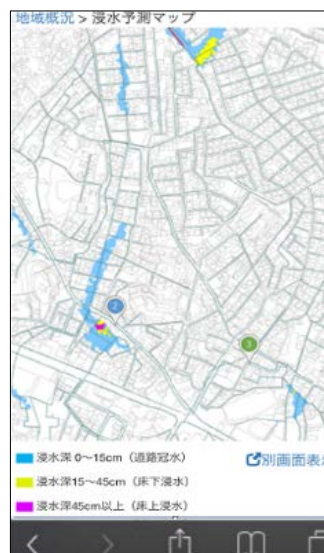 地域概況 > 浸水予測マップ
2
3
浸水深 0～15cm（道路冠水）
別画面表示
浸水深15～45cm（床下浸水）
浸水深45cm以上（床上浸水）